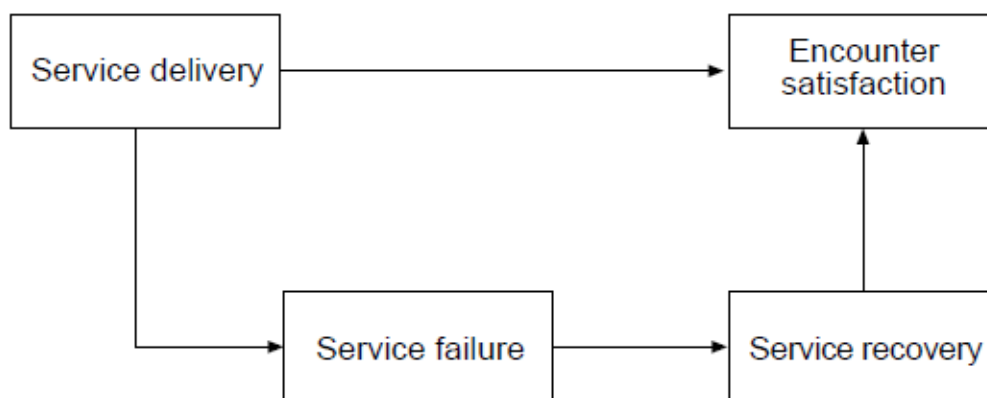 Service delivery
Encounter
satisfaction
Service failure
Service recovery